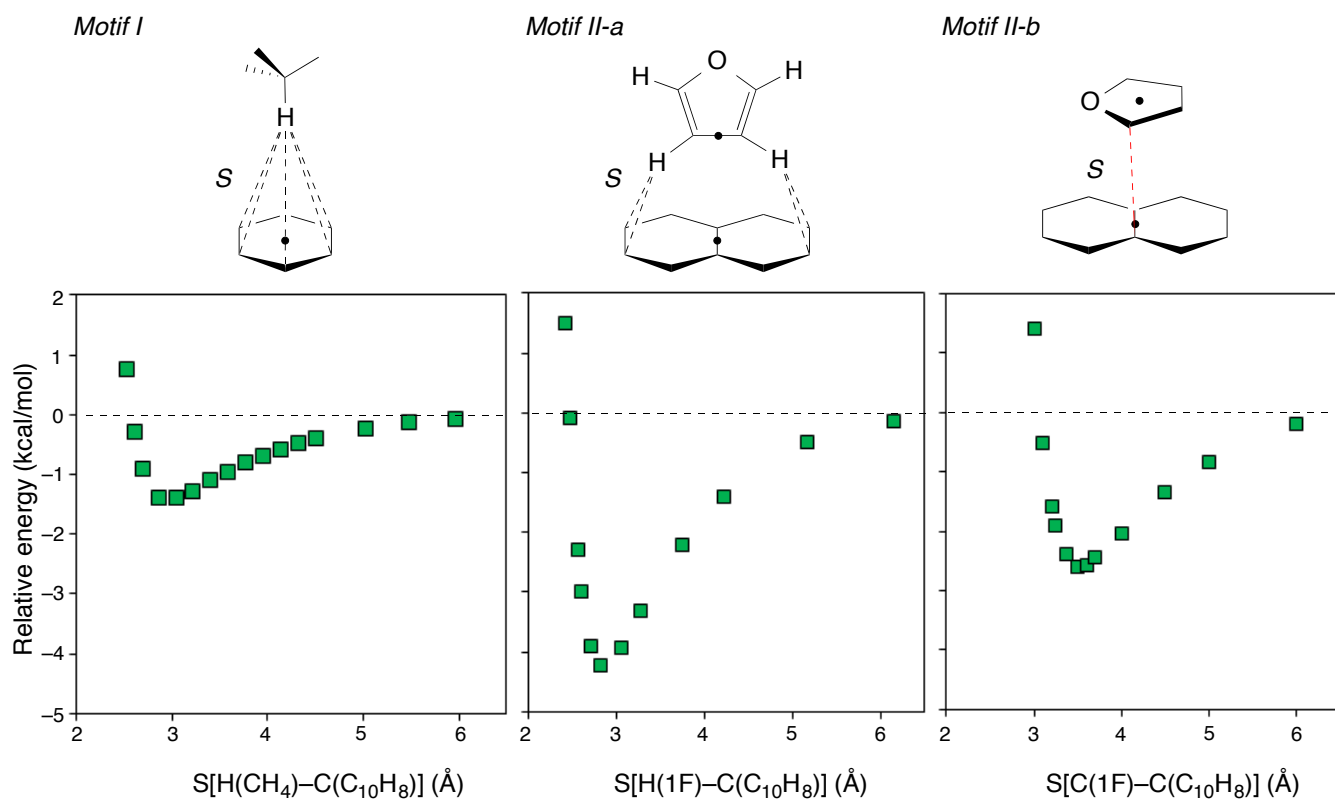 Motif I
Motif II-a
Motif II-b
H
S
O
H
H
H
H
S
O
S
Relative energy (kcal/mol)
2
1
0
–1
–2
–3
–4
–5
2
3
4
5
6
2
3
4
5
6
2
3
4
5
6
S[H(CH₄)–C(C₁₀H₈)] (Å)
S[H(1F)–C(C₁₀H₈)] (Å)
S[C(1F)–C(C₁₀H₈)] (Å)